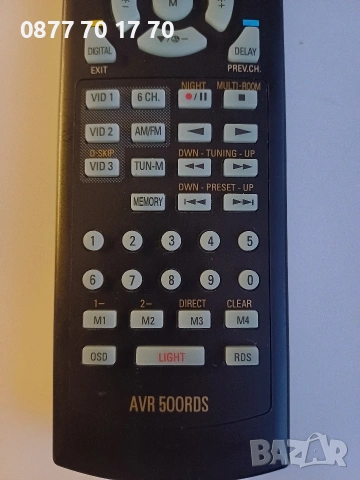 0877 70 17 70
M
DIGITAL
DELAY
EXIT
PREV.CH.
NIGHT
MULTI-ROOM
VID 1
6 CH.
VID 2
AM/FM
D-SKIP
DWN - TUNING - UP
VID 3
TUN-M
DWN - PRESET - UP
MEMORY
1 2 3 4 5
6 7 8 9 0
1- 2- DIRECT CLEAR
M1 M2 M3 M4
OSD LIGHT RDS
AVR 500RDS
BAZAR